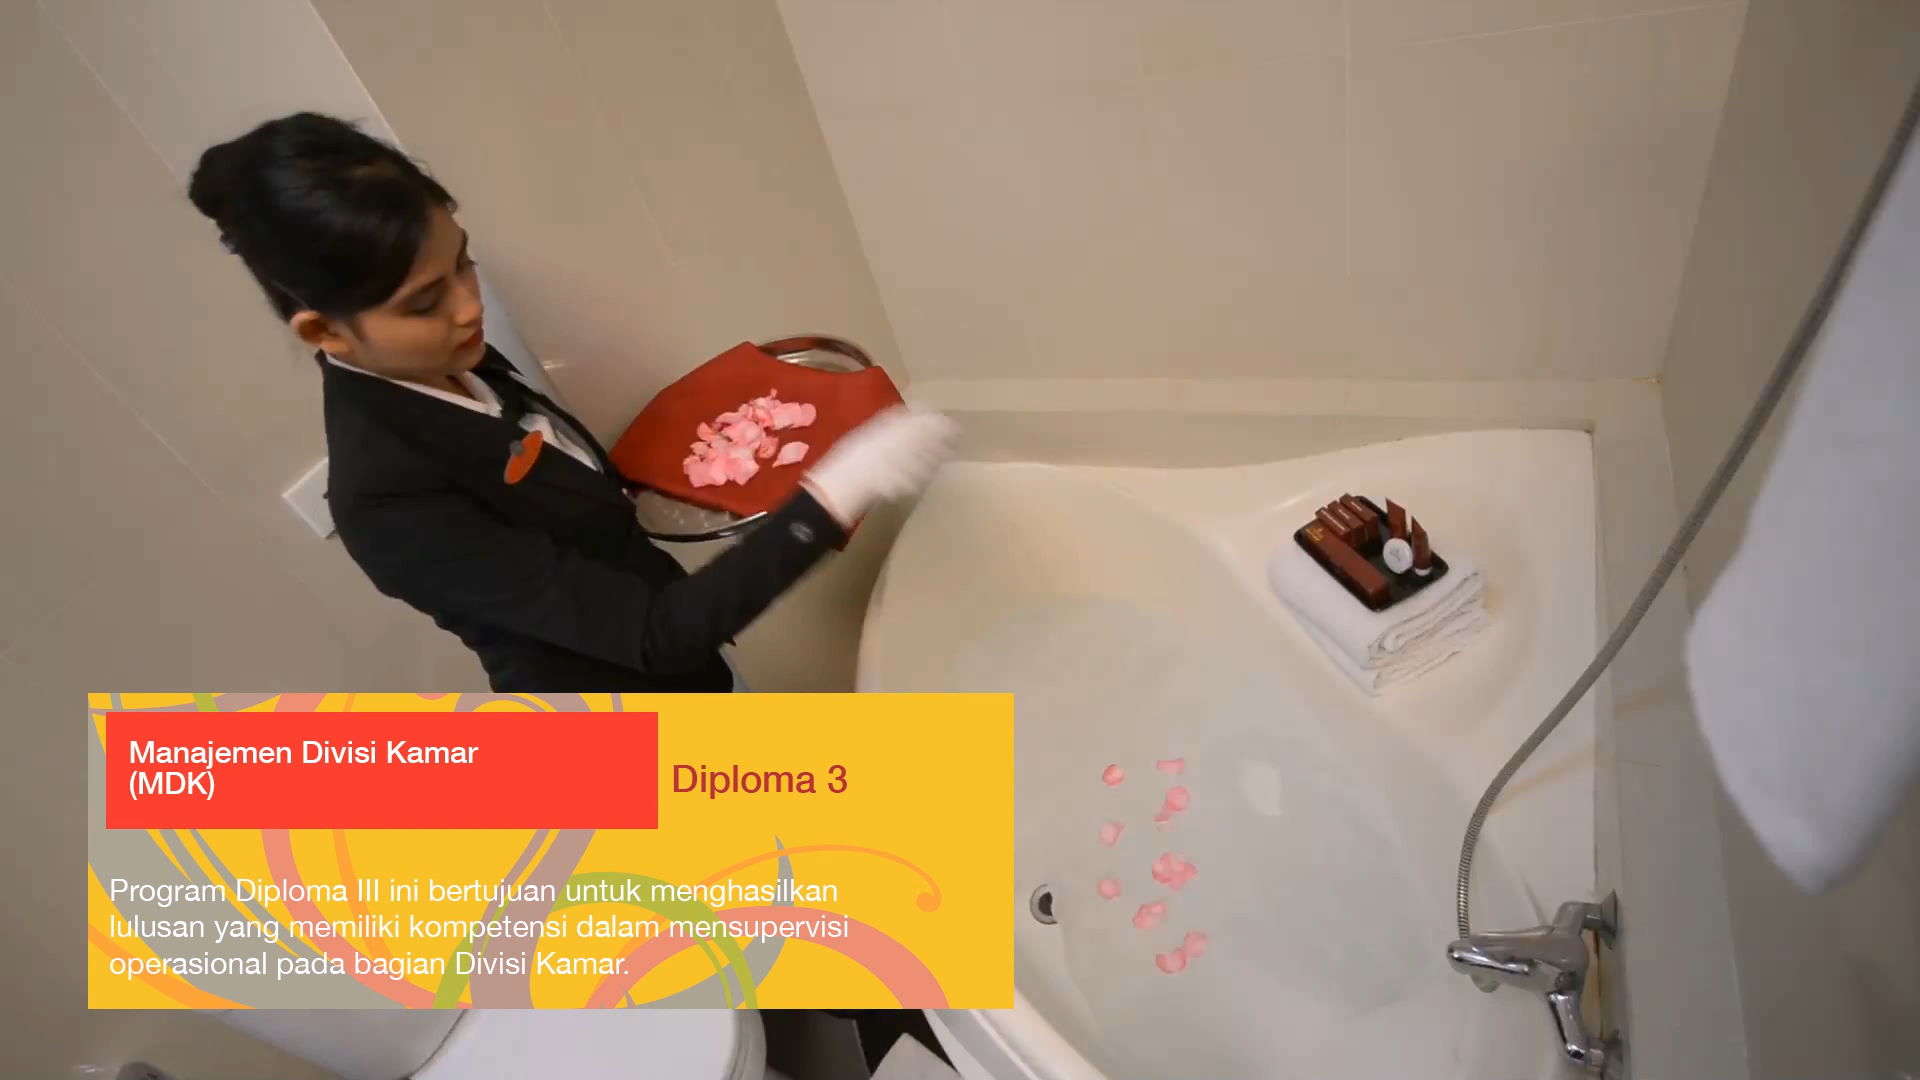 Manajemen Divisi Kamar
(MDK)
Diploma 3
Program Diploma III ini bertujuan untuk menghasilkan
lulusan yang memiliki kompetensi dalam mensupervisi
operasional pada bagian Divisi Kamar.